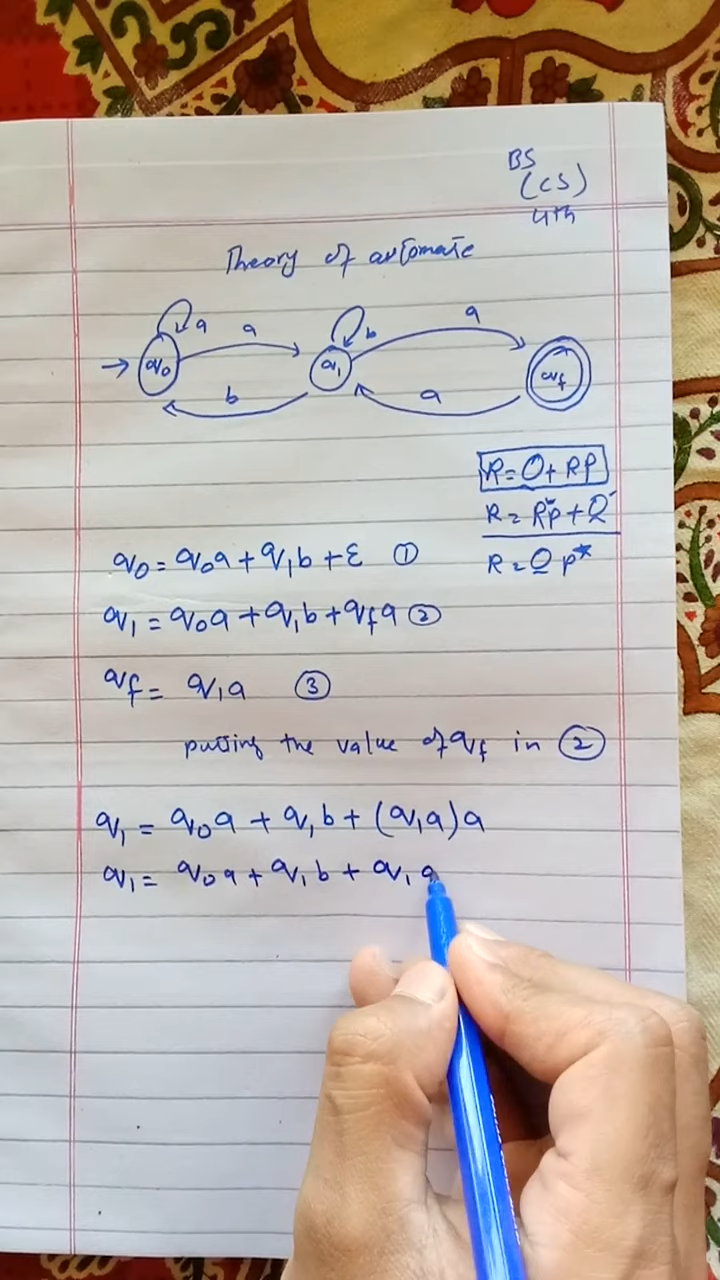 BS
(CS)
4th
Theory of automate
a a b a
→ q0 q1 qf
b a
R=Q+RP
R=RP+Q
R=QP*
q0=q0a+q1b+ε ①
q1=q0a+q1b+qfa ②
qf= q1a ③
putting the value of qf in ②
q1= q0a+q1b+(q1a)a
q1= q0a+q1b+q1a